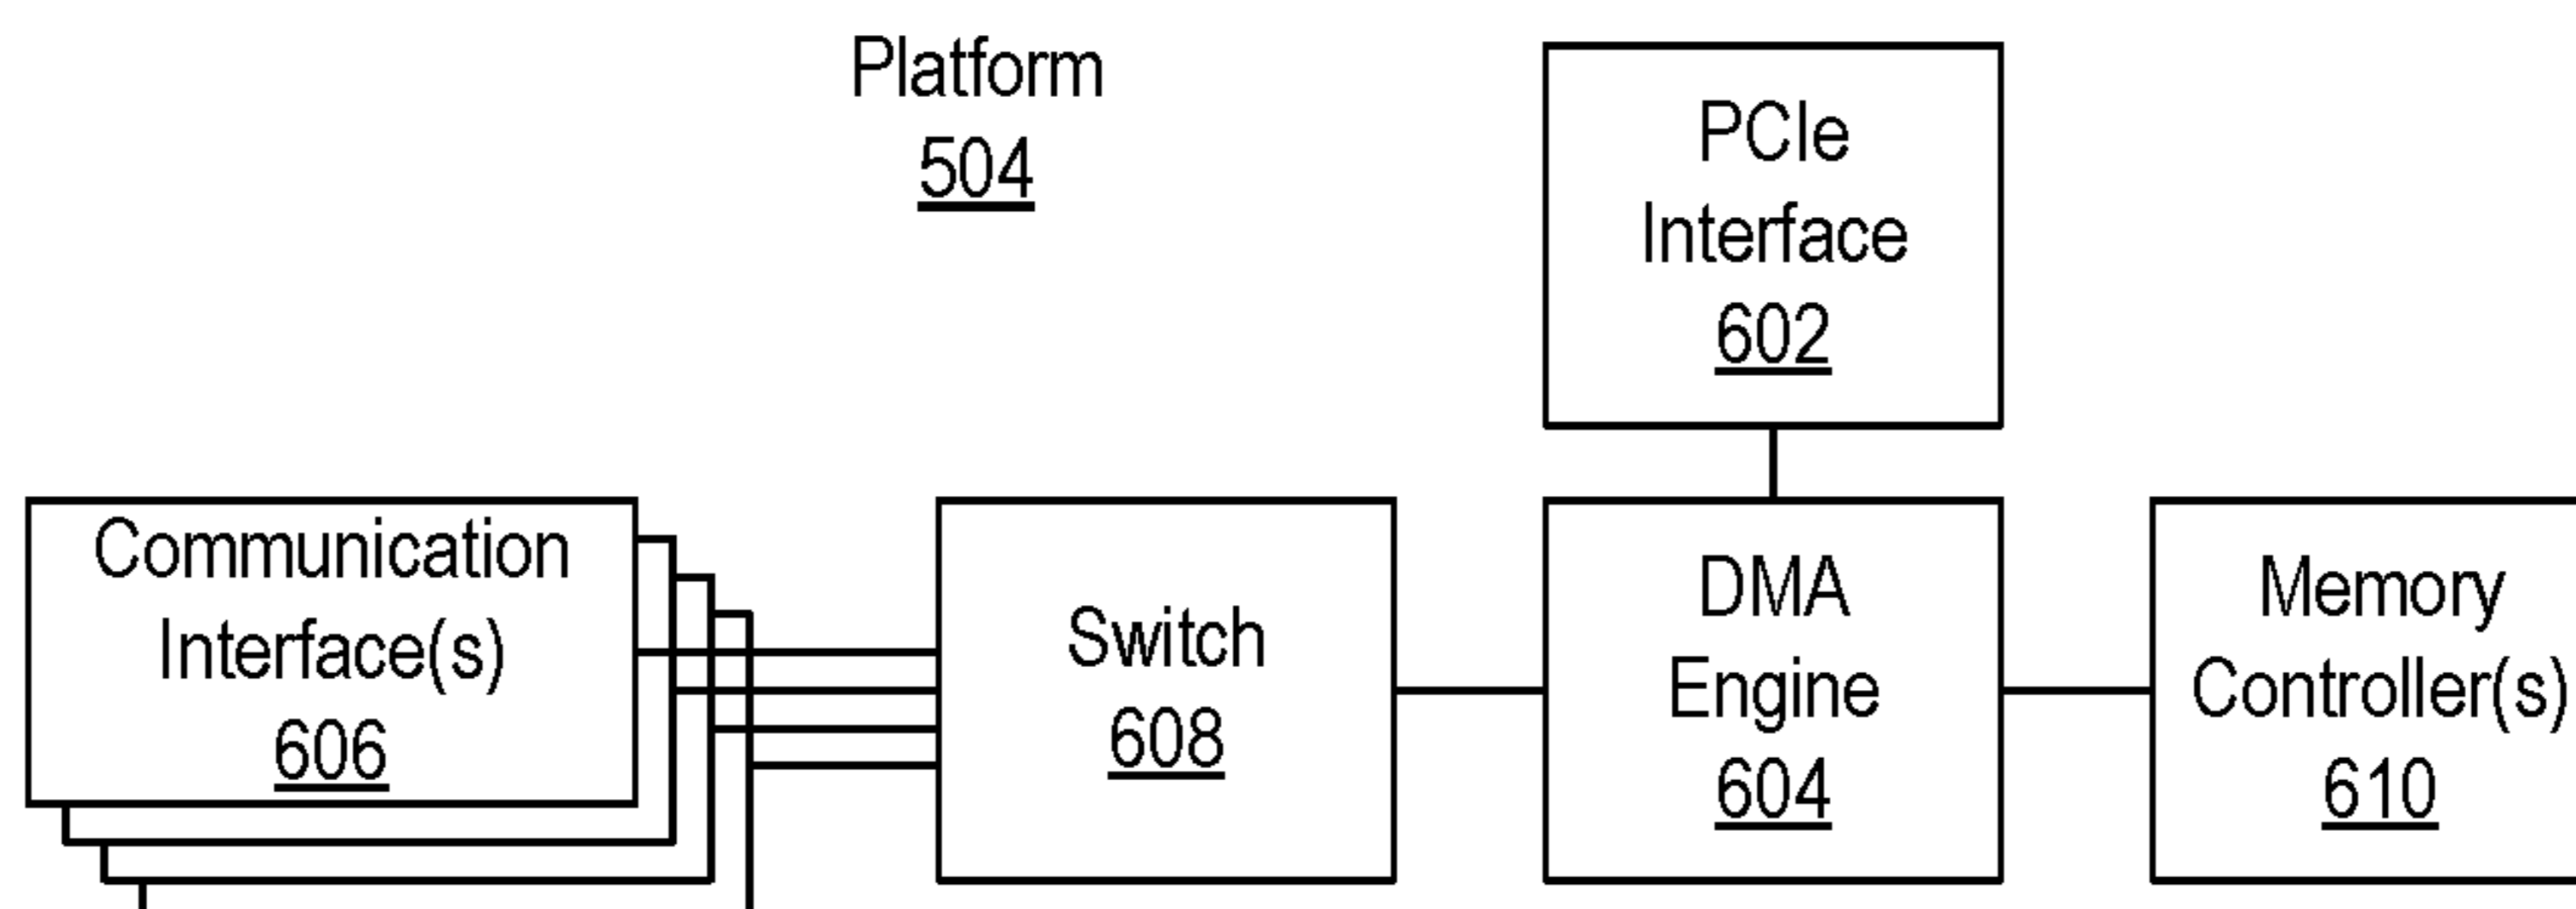 Platform
504
PCIe
Interface
602
Communication
Interface(s)
606
Switch
608
DMA
Engine
604
Memory
Controller(s)
610